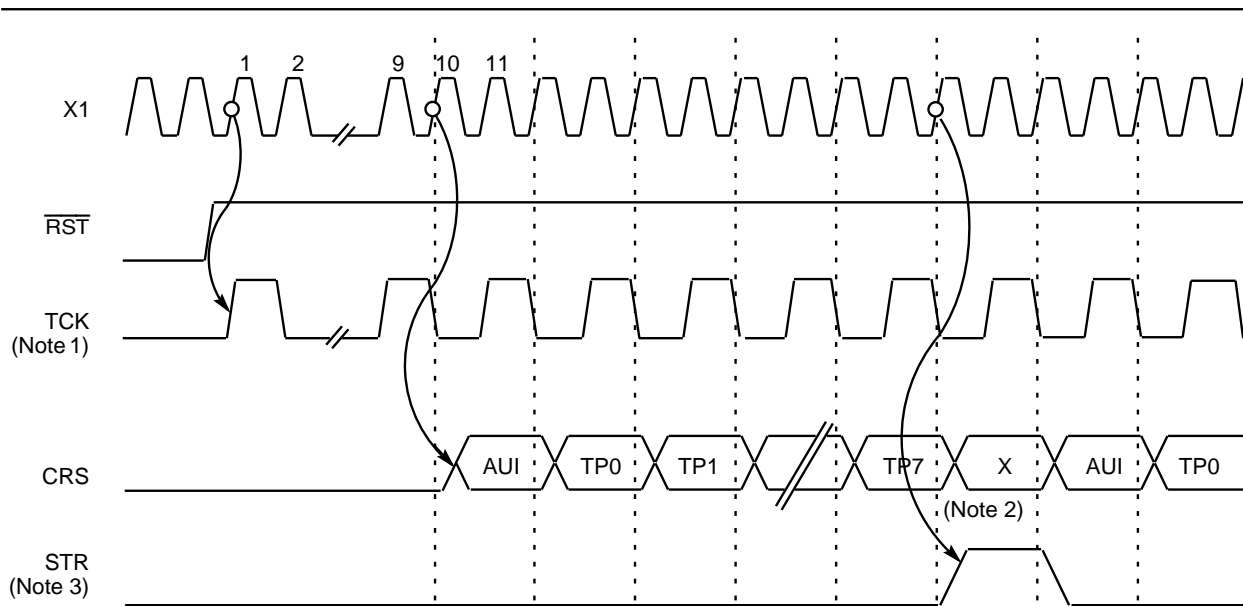 1 2 9 10 11
X1
RST
TCK
(Note 1)
CRS
AUI TP0 TP1 TP7 X AUI TP0
(Note 2)
STR
(Note 3)